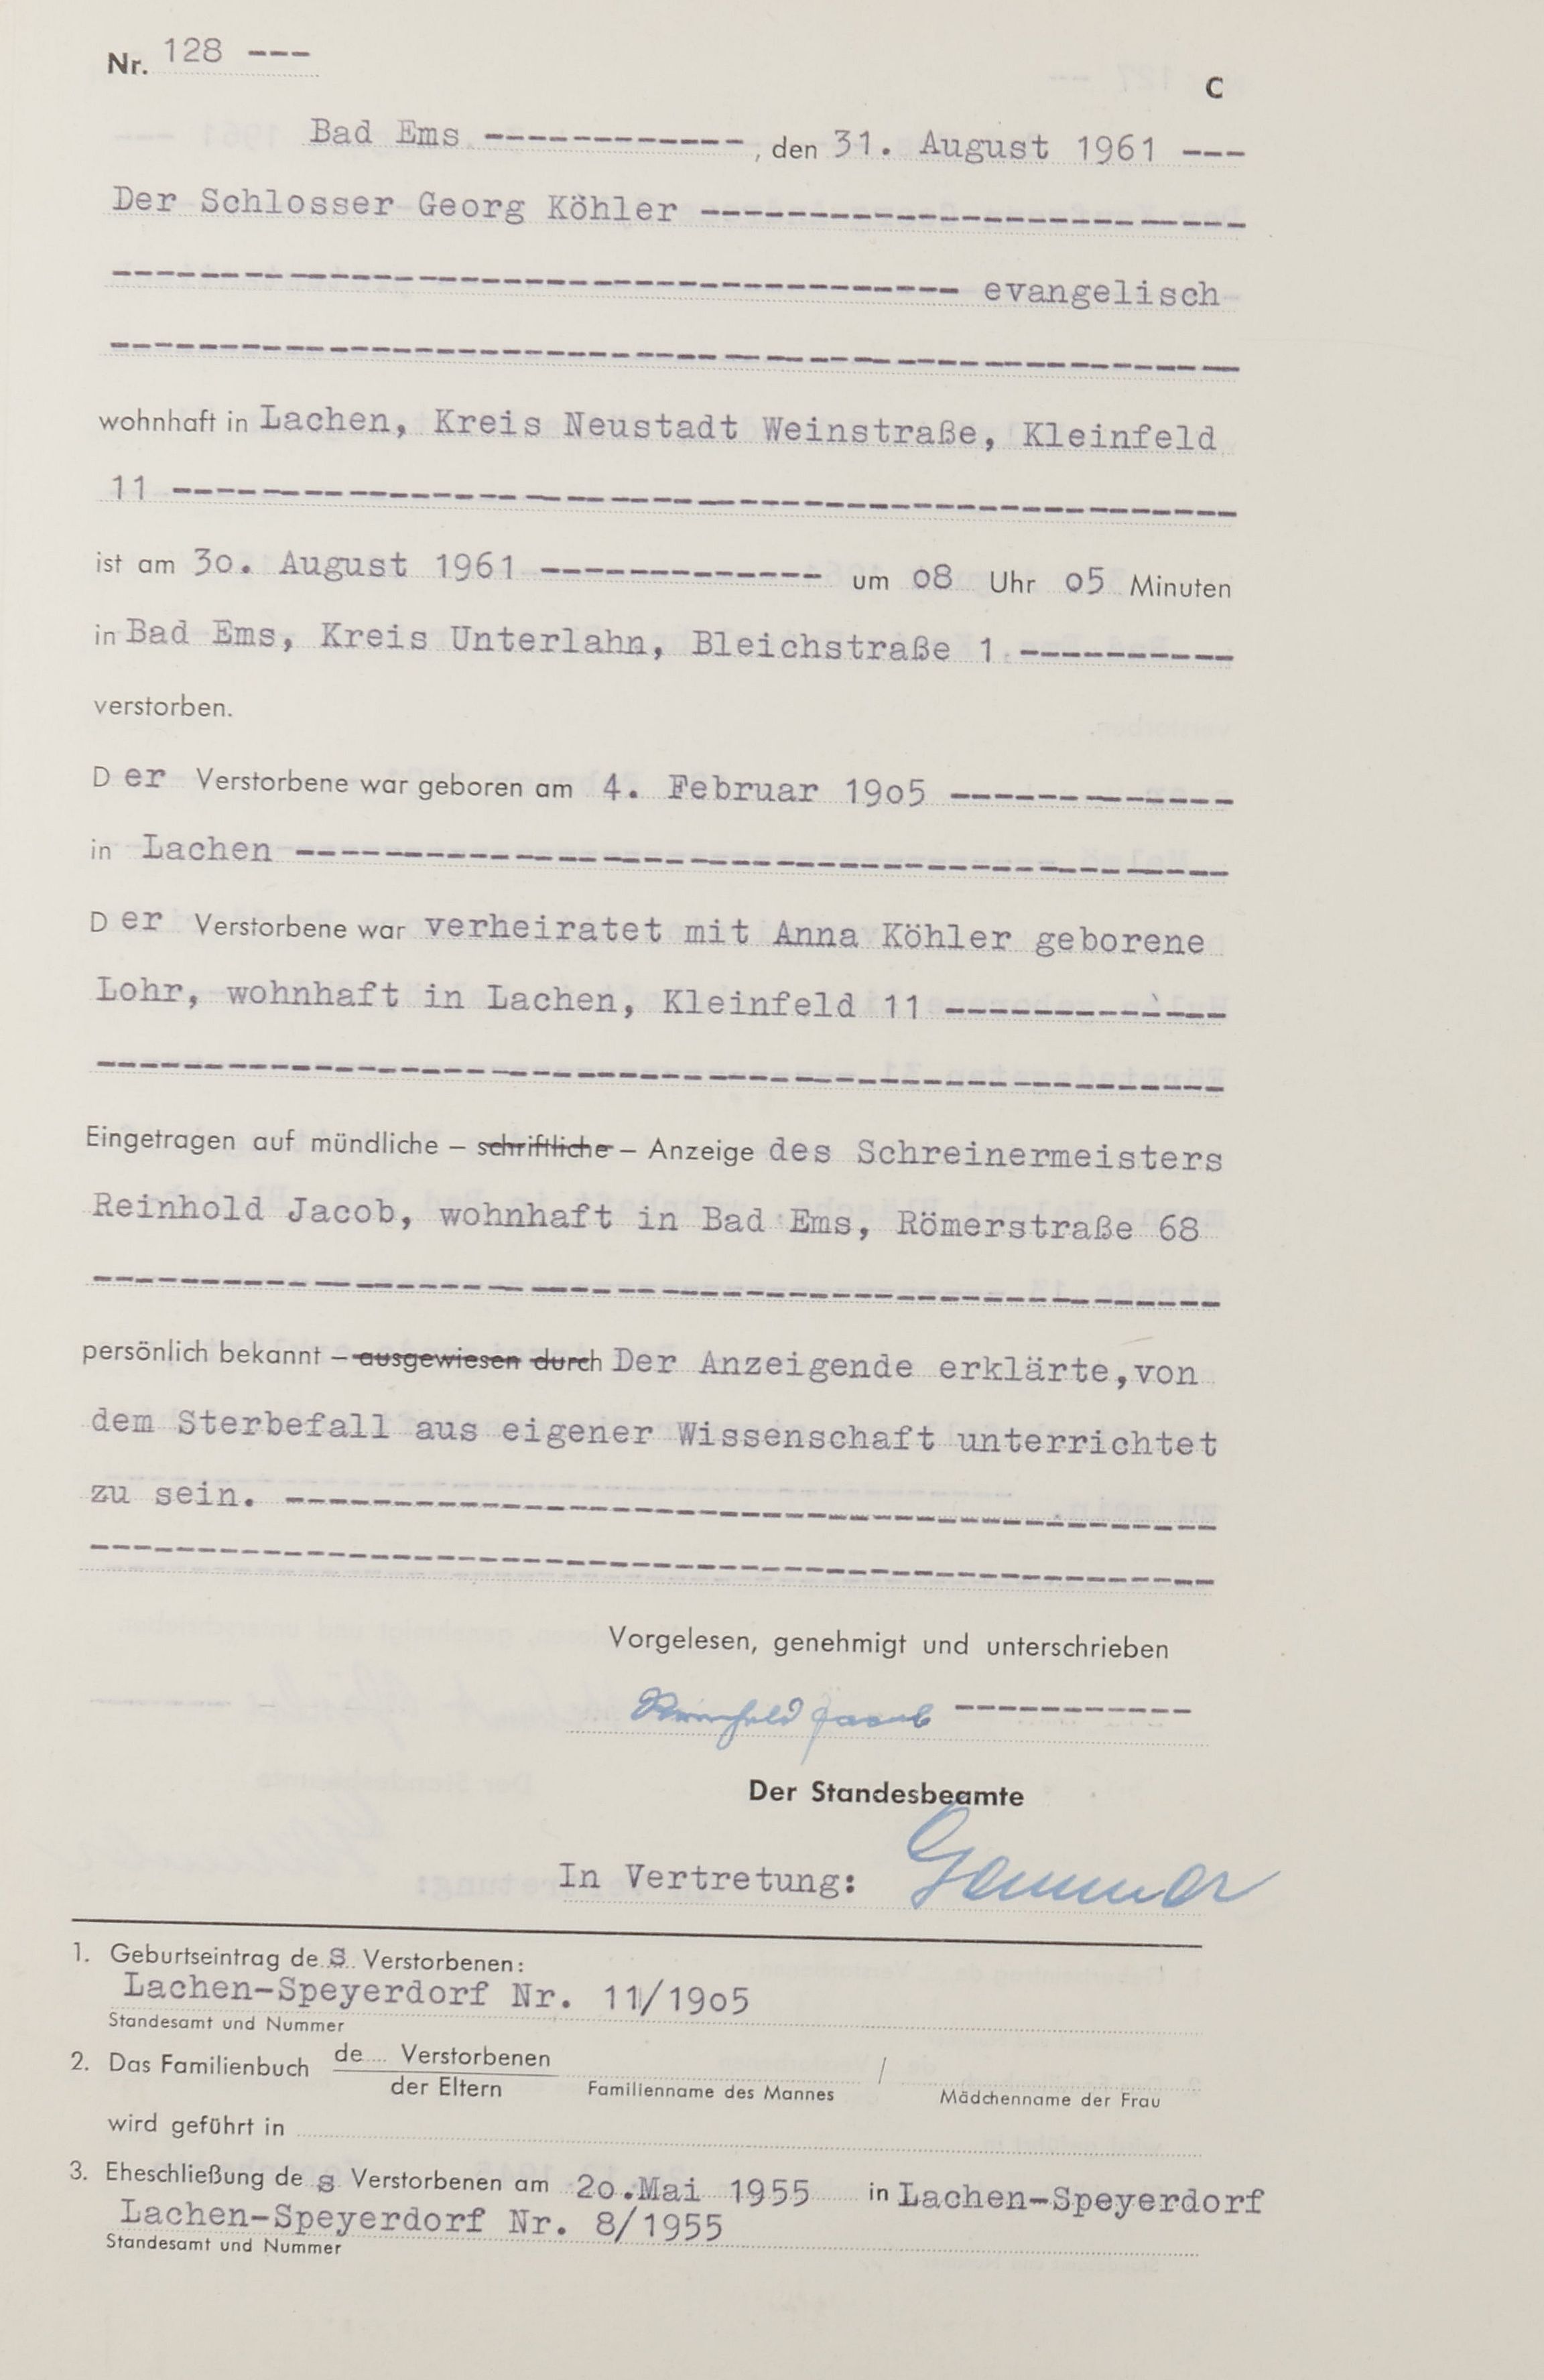 Nr. 128 ---
C
Bad Ems ------------, den 31. August 1961 ---
Der Schlosser Georg Köhler -------------------------
--------------------------------------- evangelisch
----------------------------------------------------
wohnhaft in Lachen, Kreis Neustadt Weinstraße, Kleinfeld
11 -------------------------------------------------
ist am 3o. August 1961 ------------- um o8 Uhr o5 Minuten
in Bad Ems, Kreis Unterlahn, Bleichstraße 1 ----------
verstorben.
Der Verstorbene war geboren am 4. Februar 19o5 -------------
in Lachen -------------------------------------------
Der Verstorbene war verheiratet mit Anna Köhler geborene
Lohr, wohnhaft in Lachen, Kleinfeld 11 -------------
----------------------------------------------------
Eingetragen auf mündliche – schriftliche – Anzeige des Schreinermeisters
Reinhold Jacob, wohnhaft in Bad Ems, Römerstraße 68
----------------------------------------------------
persönlich bekannt – ausgewiesen durch Der Anzeigende erklärte,von
dem Sterbefall aus eigener Wissenschaft unterrichtet
zu sein. -------------------------------------------
----------------------------------------------------
Vorgelesen, genehmigt und unterschrieben
Reinhold Jacob -----------
Der Standesbeamte
In Vertretung: Gemmer
1. Geburtseintrag des Verstorbenen:
Lachen-Speyerdorf Nr. 11/19o5
Standesamt und Nummer
2. Das Familienbuch de.... Verstorbenen /
der Eltern Familienname des Mannes Mädchenname der Frau
wird geführt in
3. Eheschließung des Verstorbenen am 2o.Mai 1955 in Lachen-Speyerdorf
Lachen-Speyerdorf Nr. 8/1955
Standesamt und Nummer